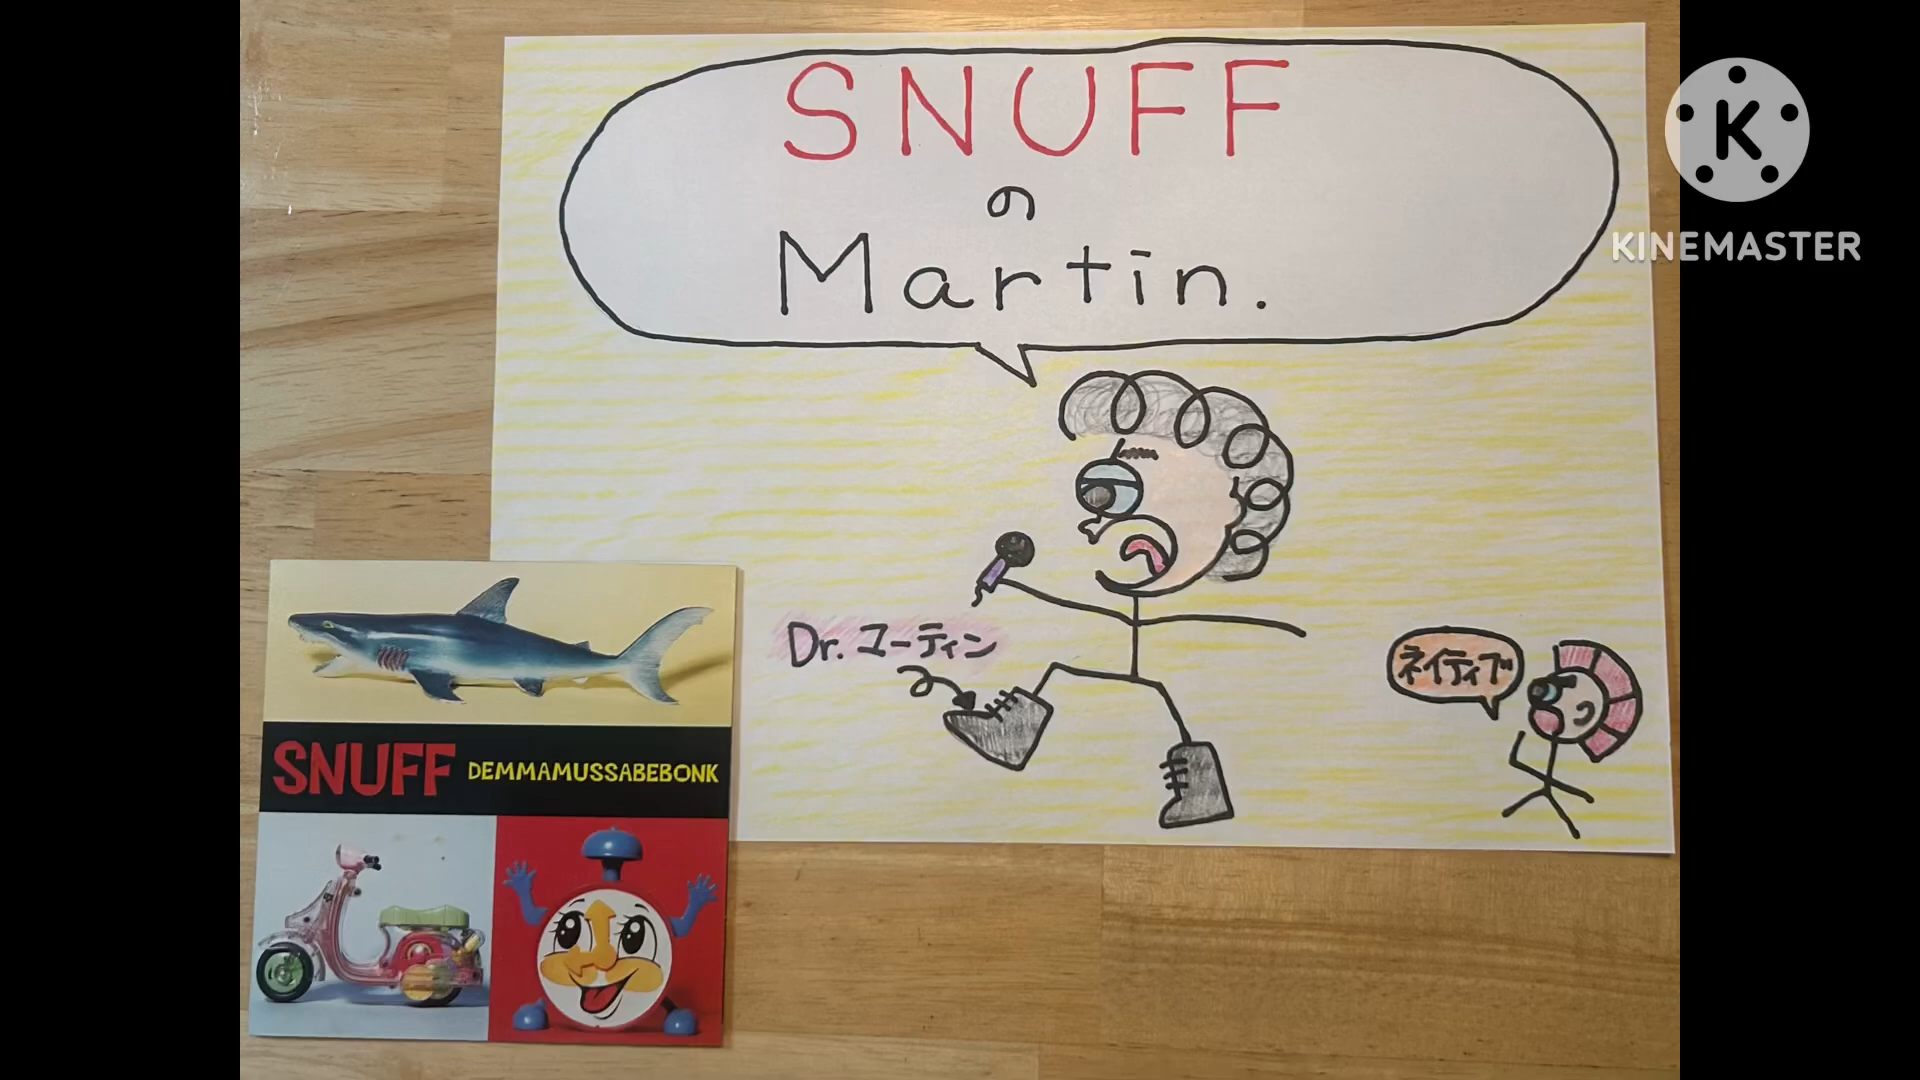 SNUFF
の
Martin.
Dr.ユーティン
ネイティブ
SNUFF DEMMAMUSSABEBONK
K
KINEMASTER